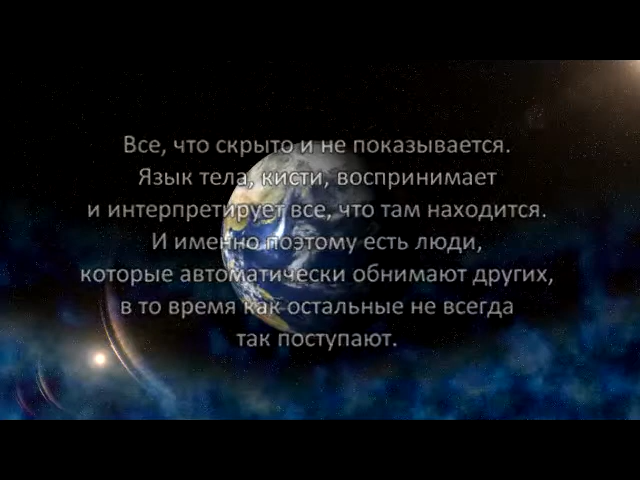 Все, что скрыто и не показывается.
Язык тела, кисти, воспринимает
и интерпретирует все, что там находится.
И именно поэтому есть люди,
которые автоматически обнимают других,
в то время как остальные не всегда
так поступают.